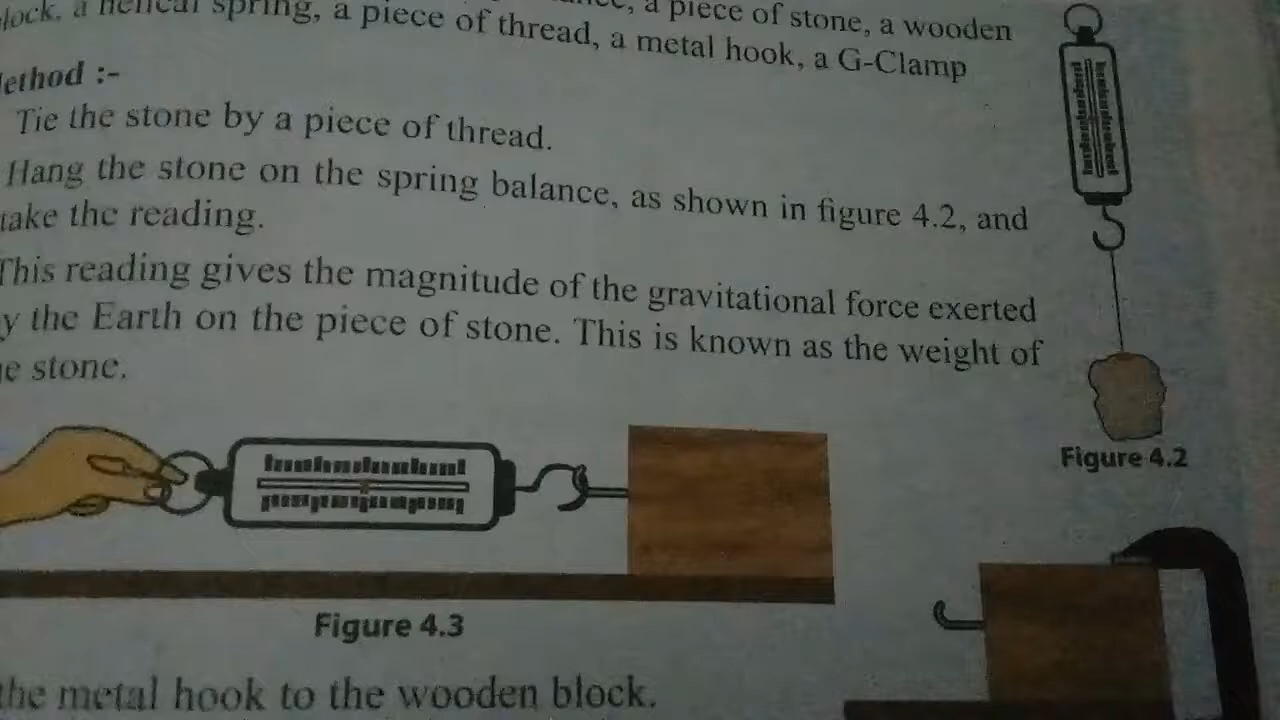 a piece of stone, a wooden
lock, a helical spring, a piece of thread, a metal hook, a G-Clamp
ethod :-
Tie the stone by a piece of thread.
Hang the stone on the spring balance, as shown in figure 4.2, and
take the reading.
This reading gives the magnitude of the gravitational force exerted
y the Earth on the piece of stone. This is known as the weight of
e stone.
Figure 4.2
Figure 4.3
the metal hook to the wooden block.